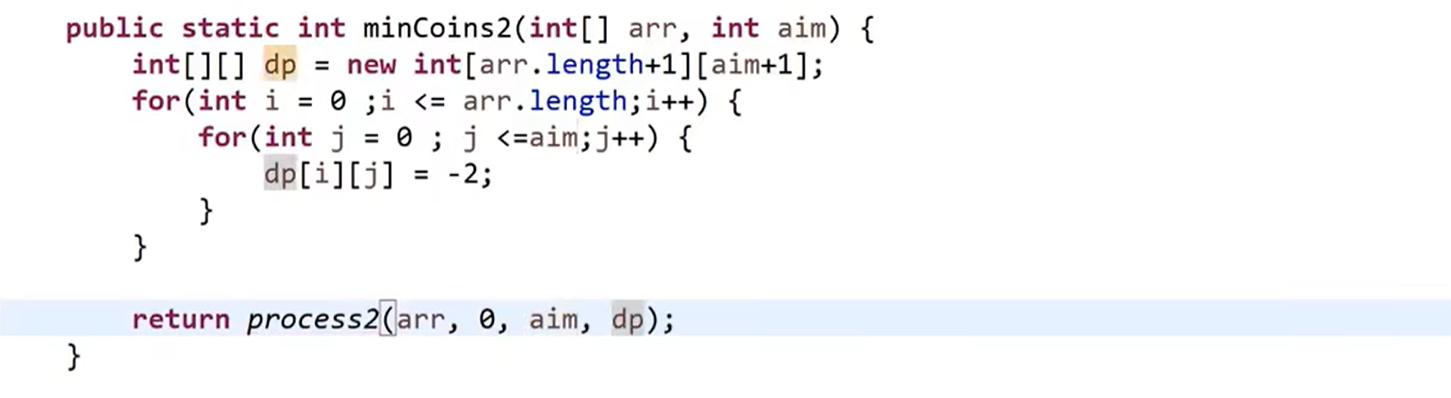 public static int minCoins2(int[] arr, int aim) {
int[][] dp = new int[arr.length+1][aim+1];
for(int i = 0 ;i <= arr.length;i++) {
for(int j = 0 ; j <=aim;j++) {
dp[i][j] = -2;
}
}
return process2(arr, 0, aim, dp);
}